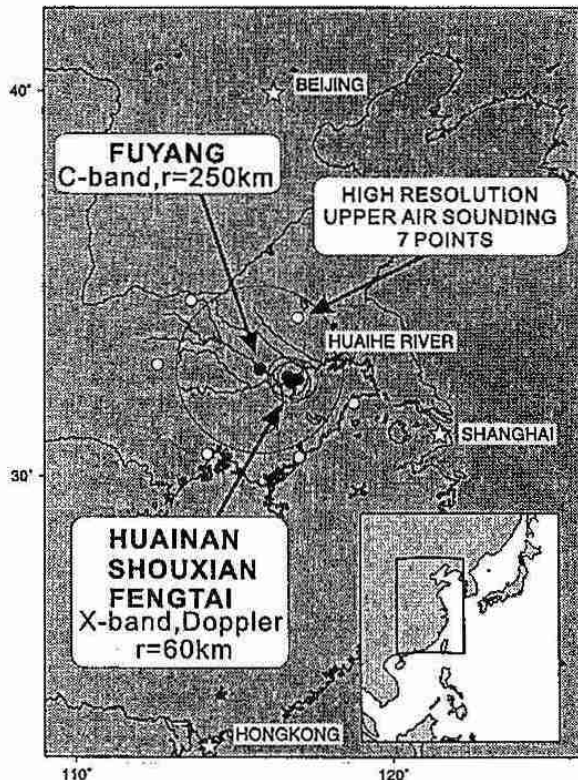 40°
BEIJING
FUYANG
C-band,r=250km
HIGH RESOLUTION
UPPER AIR SOUNDING
7 POINTS
HUAIHE RIVER
SHANGHAI
30°
HUAINAN
SHOUXIAN
FENGTAI
X-band,Doppler
r=60km
HONGKONG
110°
120°